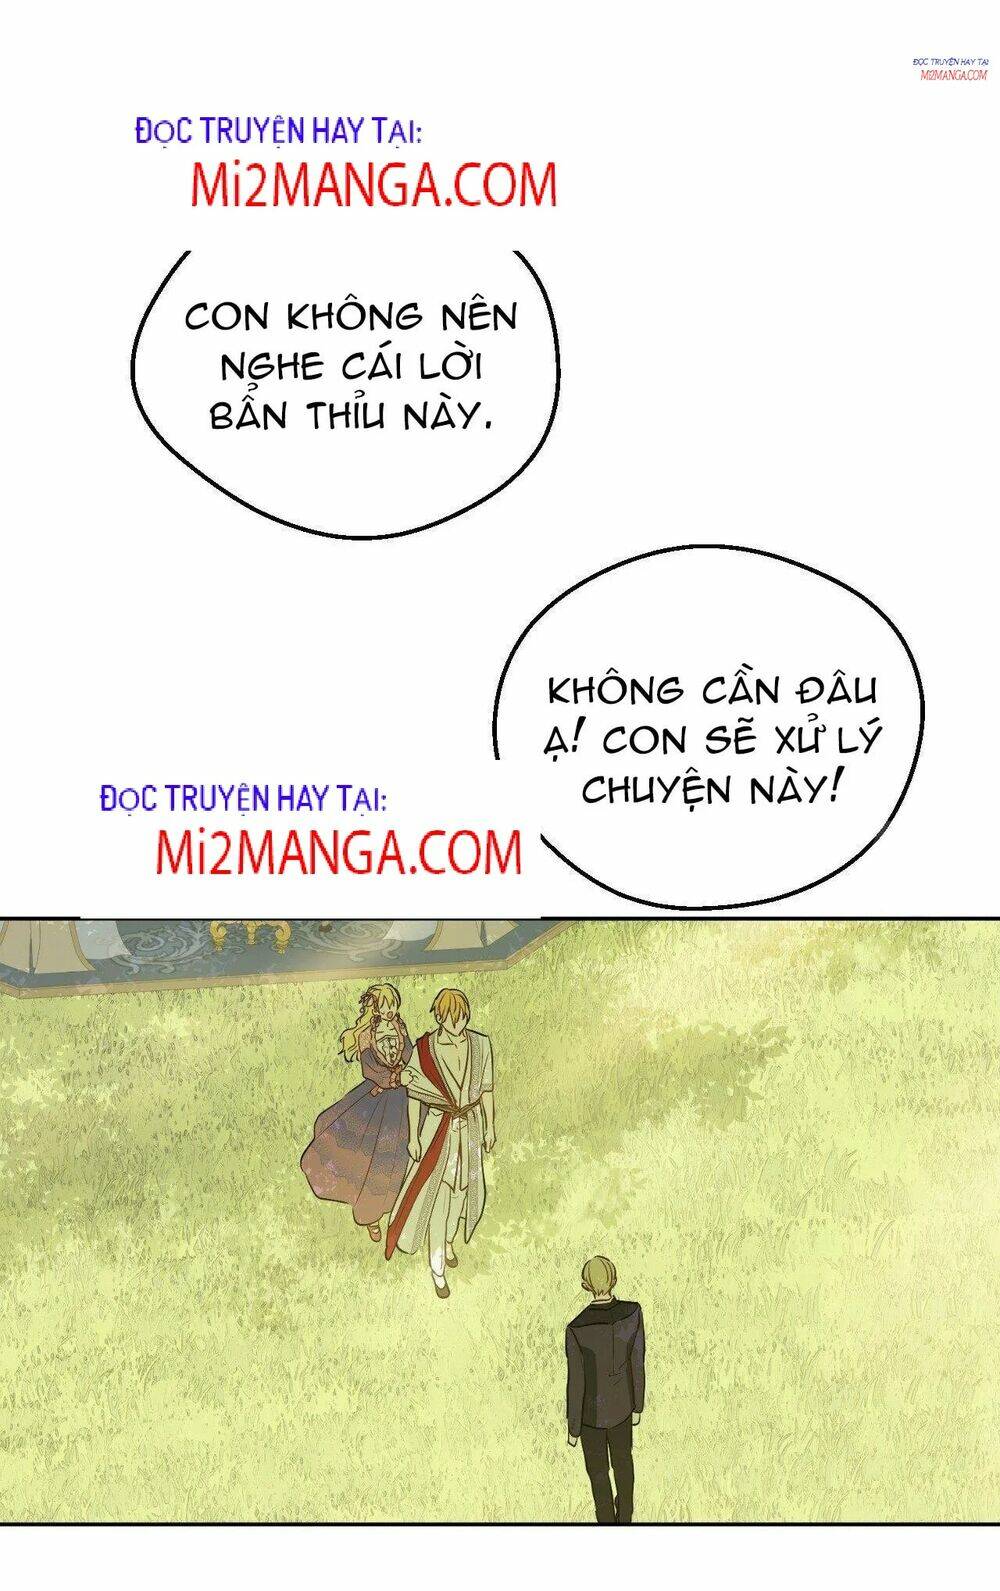 ĐỌC TRUYỆN HAY TẠI
MI2MANGA.COM
ĐỌC TRUYỆN HAY TẠI:
Mi2MANGA.COM
CON KHÔNG NÊN
NGHE CÁI LỜI
BẨN THỈU NÀY.
KHÔNG CẦN ĐÂU
Ạ! CON SẼ XỬ LÝ
CHUYỆN NÀY!
ĐỌC TRUYỆN HAY TẠI:
Mi2MANGA.COM